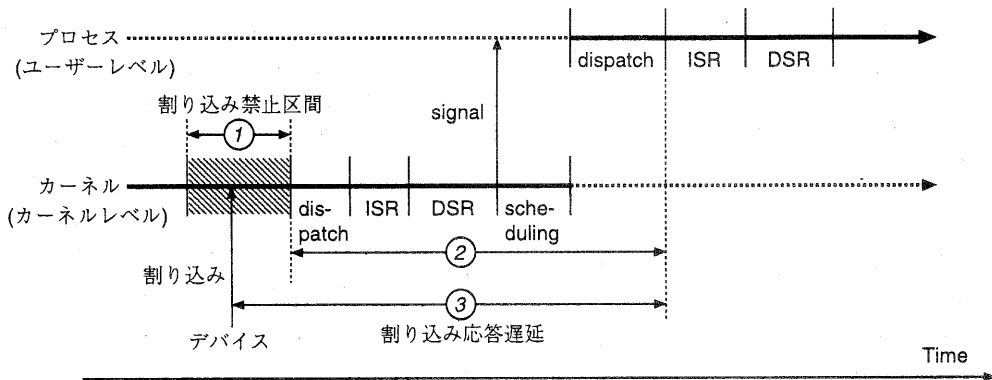 プロセス
(ユーザーレベル)
dispatch
ISR
DSR
割り込み禁止区間
1
signal
カーネル
(カーネルレベル)
dis-
patch
ISR
DSR
sche-
duling
2
割り込み
3
デバイス
割り込み応答遅延
Time